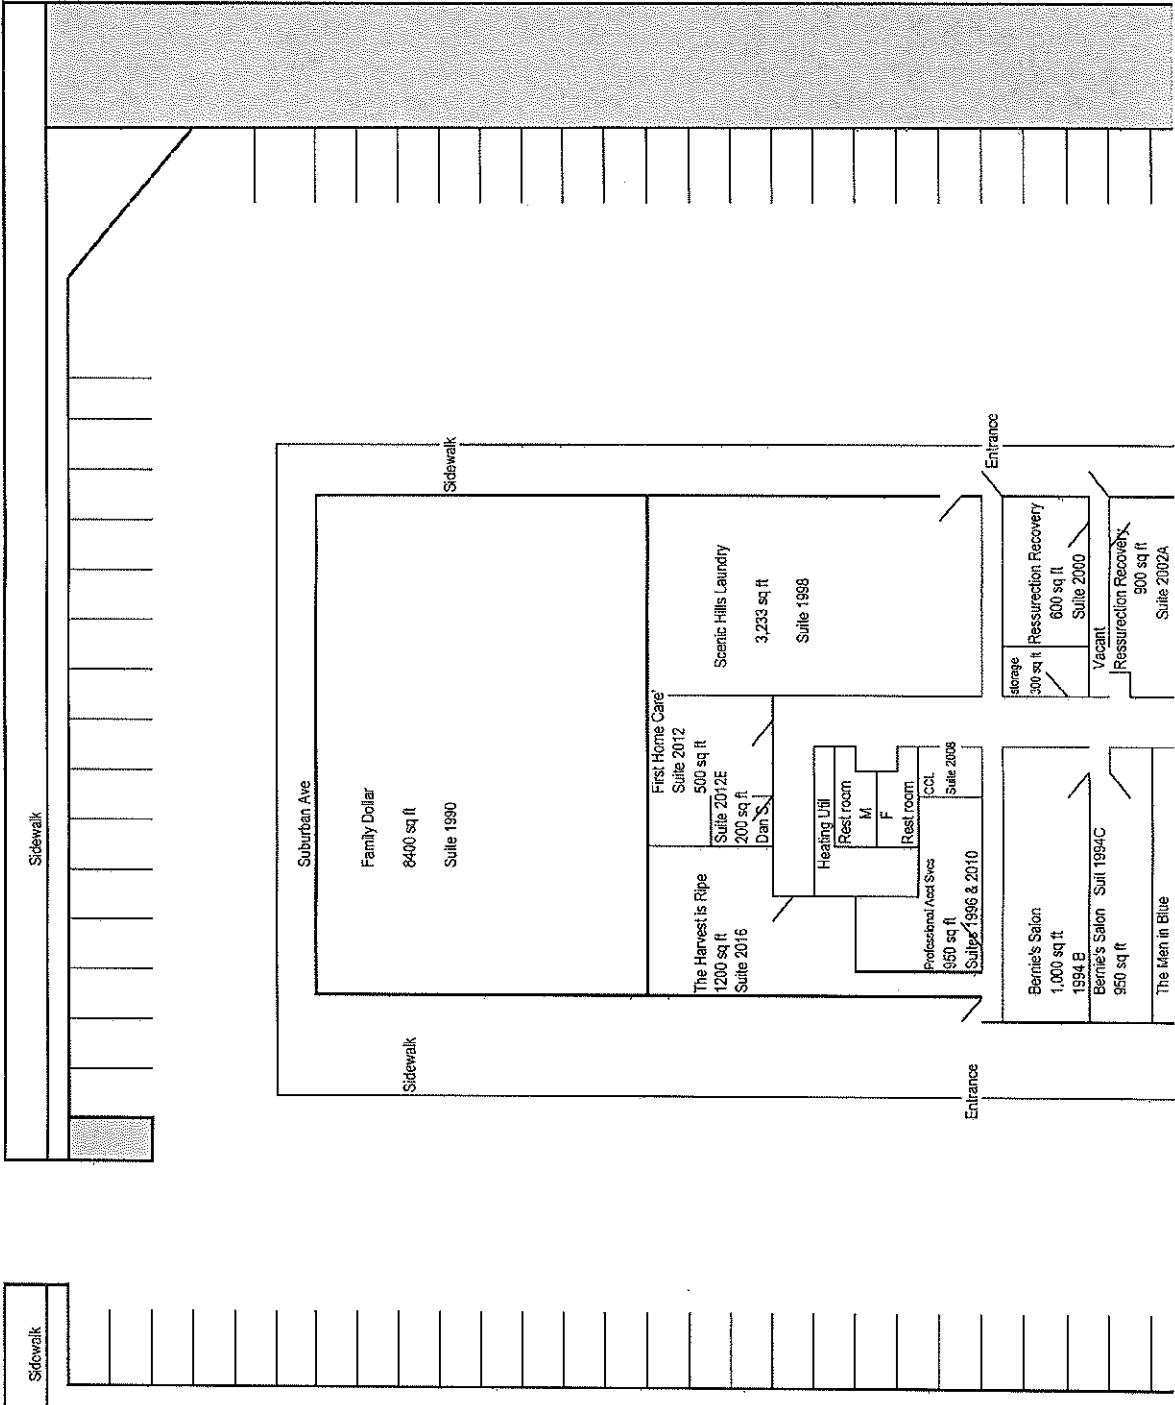 Sidewalk
Sidewalk
Suburban Ave
Sidewalk
Sidewalk
Family Dollar
8400 sq ft
Suite 1990
The Harvest is Ripe
1200 sq ft
Suite 2016
First Home Care'
Suite 2012
500 sq ft
Suite 2012E
200 sq ft
Dan S.
Scenic Hills Laundry
3,233 sq ft
Suite 1998
Heating Util
Rest room
M
F
Rest room
CCL
Suite 2008
Professional Acct Svcs
950 sq ft
Suites 1996 & 2010
Entrance
Entrance
Bernie's Salon
1,000 sq ft
1994 B
Bernie's Salon Suit 1994C
950 sq ft
The Men in Blue
storage
300 sq ft
Ressurection Recovery
600 sq ft
Suite 2000
Vacant
Ressurection Recovery
900 sq ft
Suite 2002A